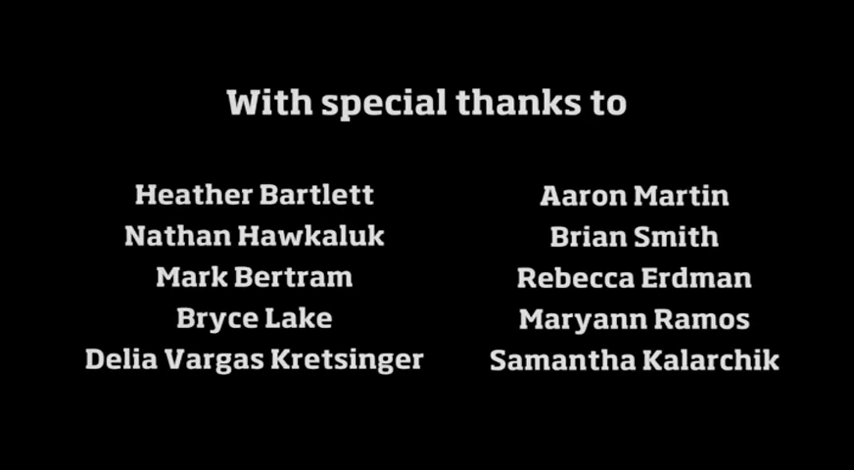 With special thanks to
Heather Bartlett
Nathan Hawkaluk
Mark Bertram
Bryce Lake
Delia Vargas Kretsinger
Aaron Martin
Brian Smith
Rebecca Erdman
Maryann Ramos
Samantha Kalarchik